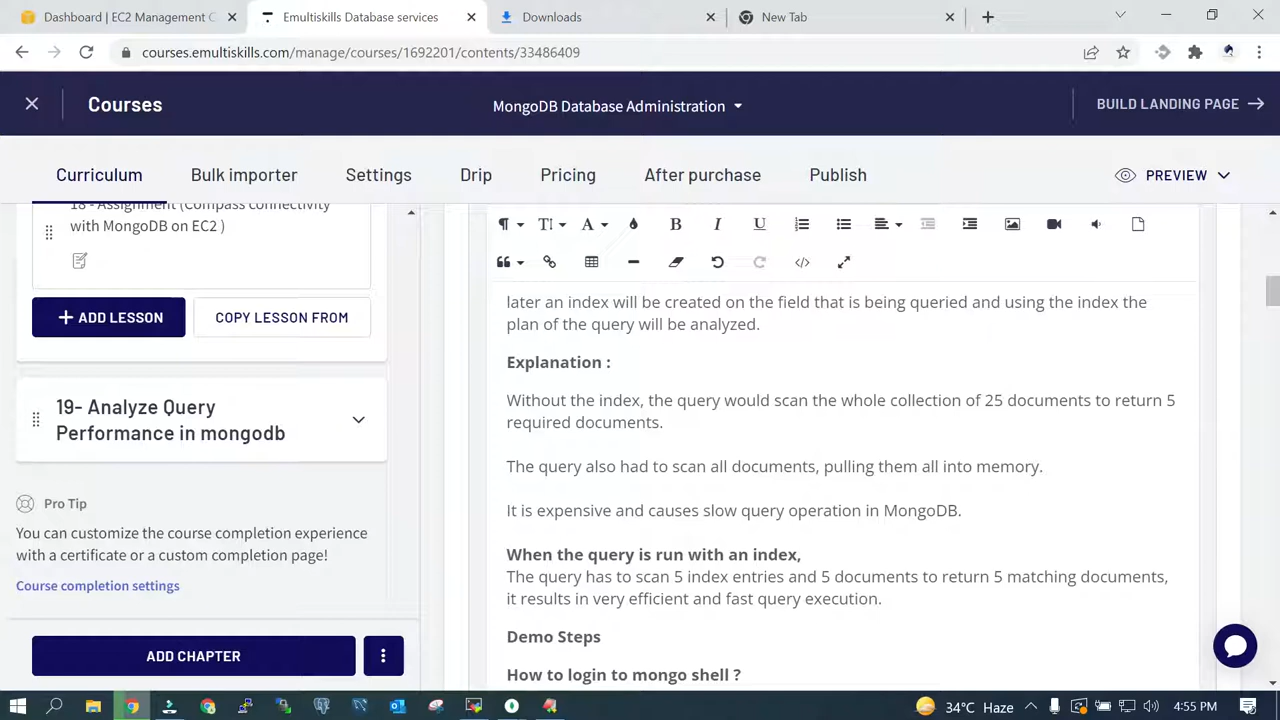 Dashboard | EC2 Management C
Emultiskills Database services
Downloads
New Tab
courses.emultiskills.com/manage/courses/1692201/contents/33486409
Courses
MongoDB Database Administration
BUILD LANDING PAGE
Curriculum
Bulk importer
Settings
Drip
Pricing
After purchase
Publish
PREVIEW
18 - Assignment (Compass connectivity
with MongoDB on EC2 )
ADD LESSON
COPY LESSON FROM
19- Analyze Query
Performance in mongodb
Pro Tip
You can customize the course completion experience
with a certificate or a custom completion page!
Course completion settings
ADD CHAPTER
later an index will be created on the field that is being queried and using the index the
plan of the query will be analyzed.
Explanation :
Without the index, the query would scan the whole collection of 25 documents to return 5
required documents.
The query also had to scan all documents, pulling them all into memory.
It is expensive and causes slow query operation in MongoDB.
When the query is run with an index,
The query has to scan 5 index entries and 5 documents to return 5 matching documents,
it results in very efficient and fast query execution.
Demo Steps
How to login to mongo shell ?
34°C Haze
4:55 PM